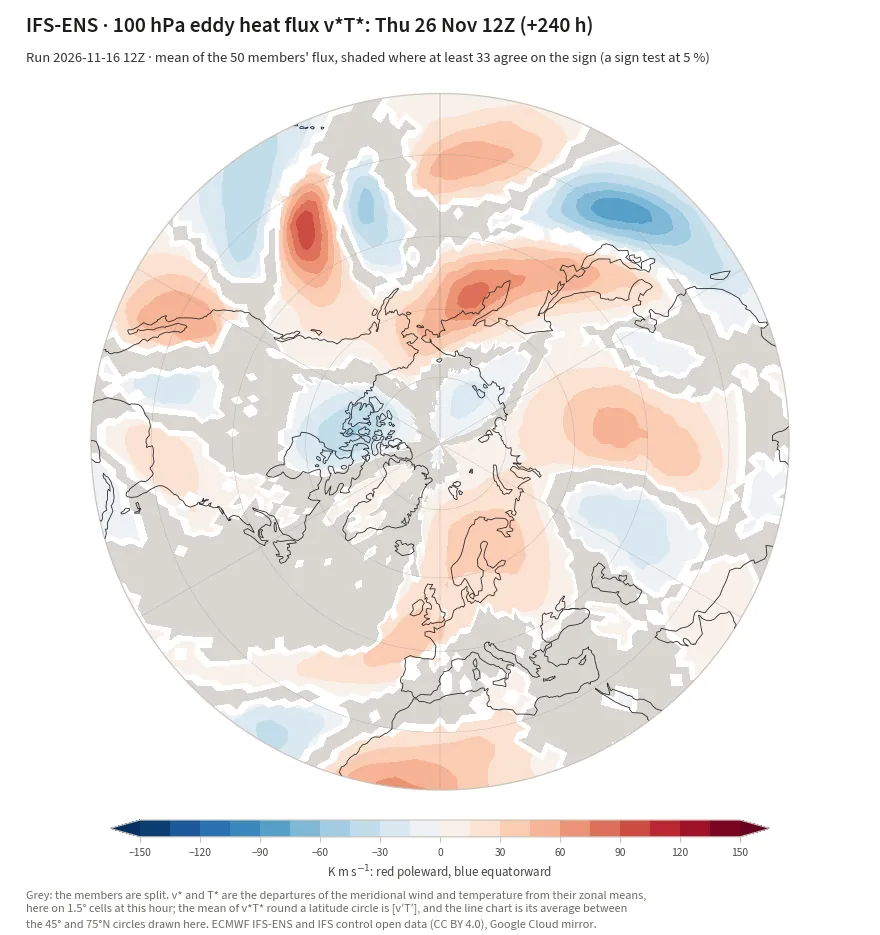 IFS-ENS · 100 hPa eddy heat flux v*T*: Thu 26 Nov 12Z (+240 h)
Run 2026-11-16 12Z · mean of the 50 members' flux, shaded where at least 33 agree on the sign (a sign test at 5 %)
−150 −120 −90 −60 −30 0 30 60 90 120 150
K m s⁻¹: red poleward, blue equatorward
Grey: the members are split. v* and T* are the departures of the meridional wind and temperature from their zonal means,
here on 1.5° cells at this hour; the mean of v*T* round a latitude circle is [v'T'], and the line chart is its average between
the 45° and 75°N circles drawn here. ECMWF IFS-ENS and IFS control open data (CC BY 4.0), Google Cloud mirror.